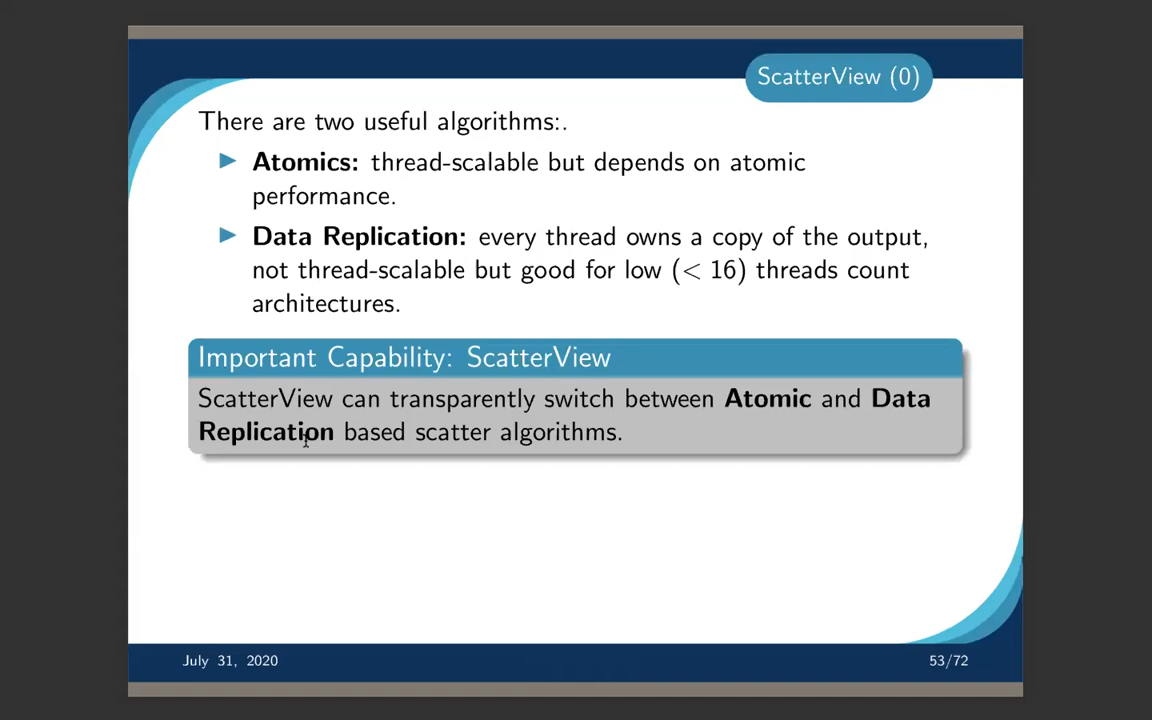 ScatterView (0)
There are two useful algorithms:.
Atomics: thread-scalable but depends on atomic
performance.
Data Replication: every thread owns a copy of the output,
not thread-scalable but good for low (< 16) threads count
architectures.
Important Capability: ScatterView
ScatterView can transparently switch between Atomic and Data
Replication based scatter algorithms.
July 31, 2020
53/72